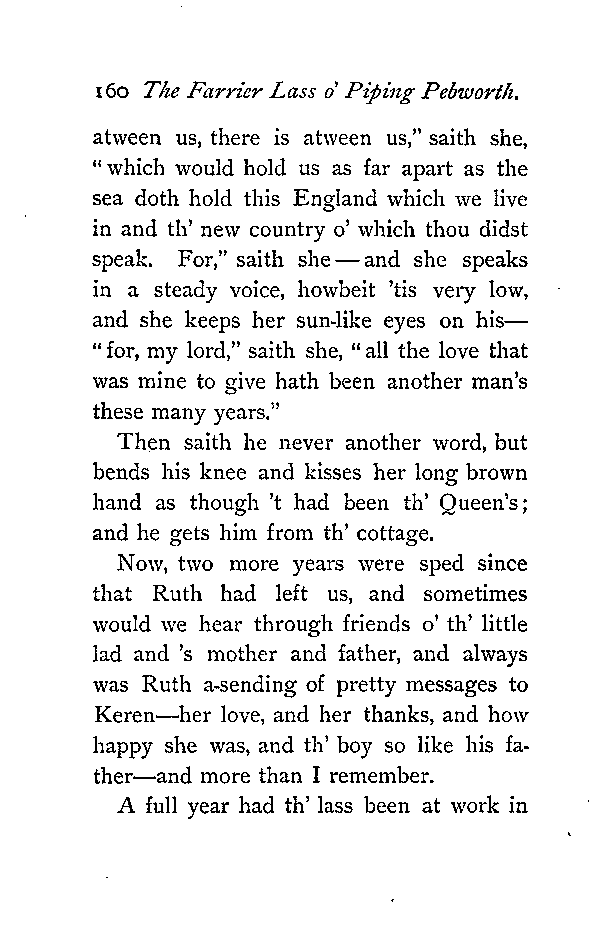 160 The Farrier Lass o' Piping Pebworth.
atween us, there is atween us,” saith she,
“which would hold us as far apart as the
sea doth hold this England which we live
in and th’ new country o’ which thou didst
speak. For,” saith she—and she speaks
in a steady voice, howbeit ’tis very low,
and she keeps her sun-like eyes on his—
“for, my lord,” saith she, “all the love that
was mine to give hath been another man’s
these many years.”
Then saith he never another word, but
bends his knee and kisses her long brown
hand as though ’t had been th’ Queen’s;
and he gets him from th’ cottage.
Now, two more years were sped since
that Ruth had left us, and sometimes
would we hear through friends o’ th’ little
lad and ’s mother and father, and always
was Ruth a-sending of pretty messages to
Keren—her love, and her thanks, and how
happy she was, and th’ boy so like his fa-
ther—and more than I remember.
A full year had th’ lass been at work in